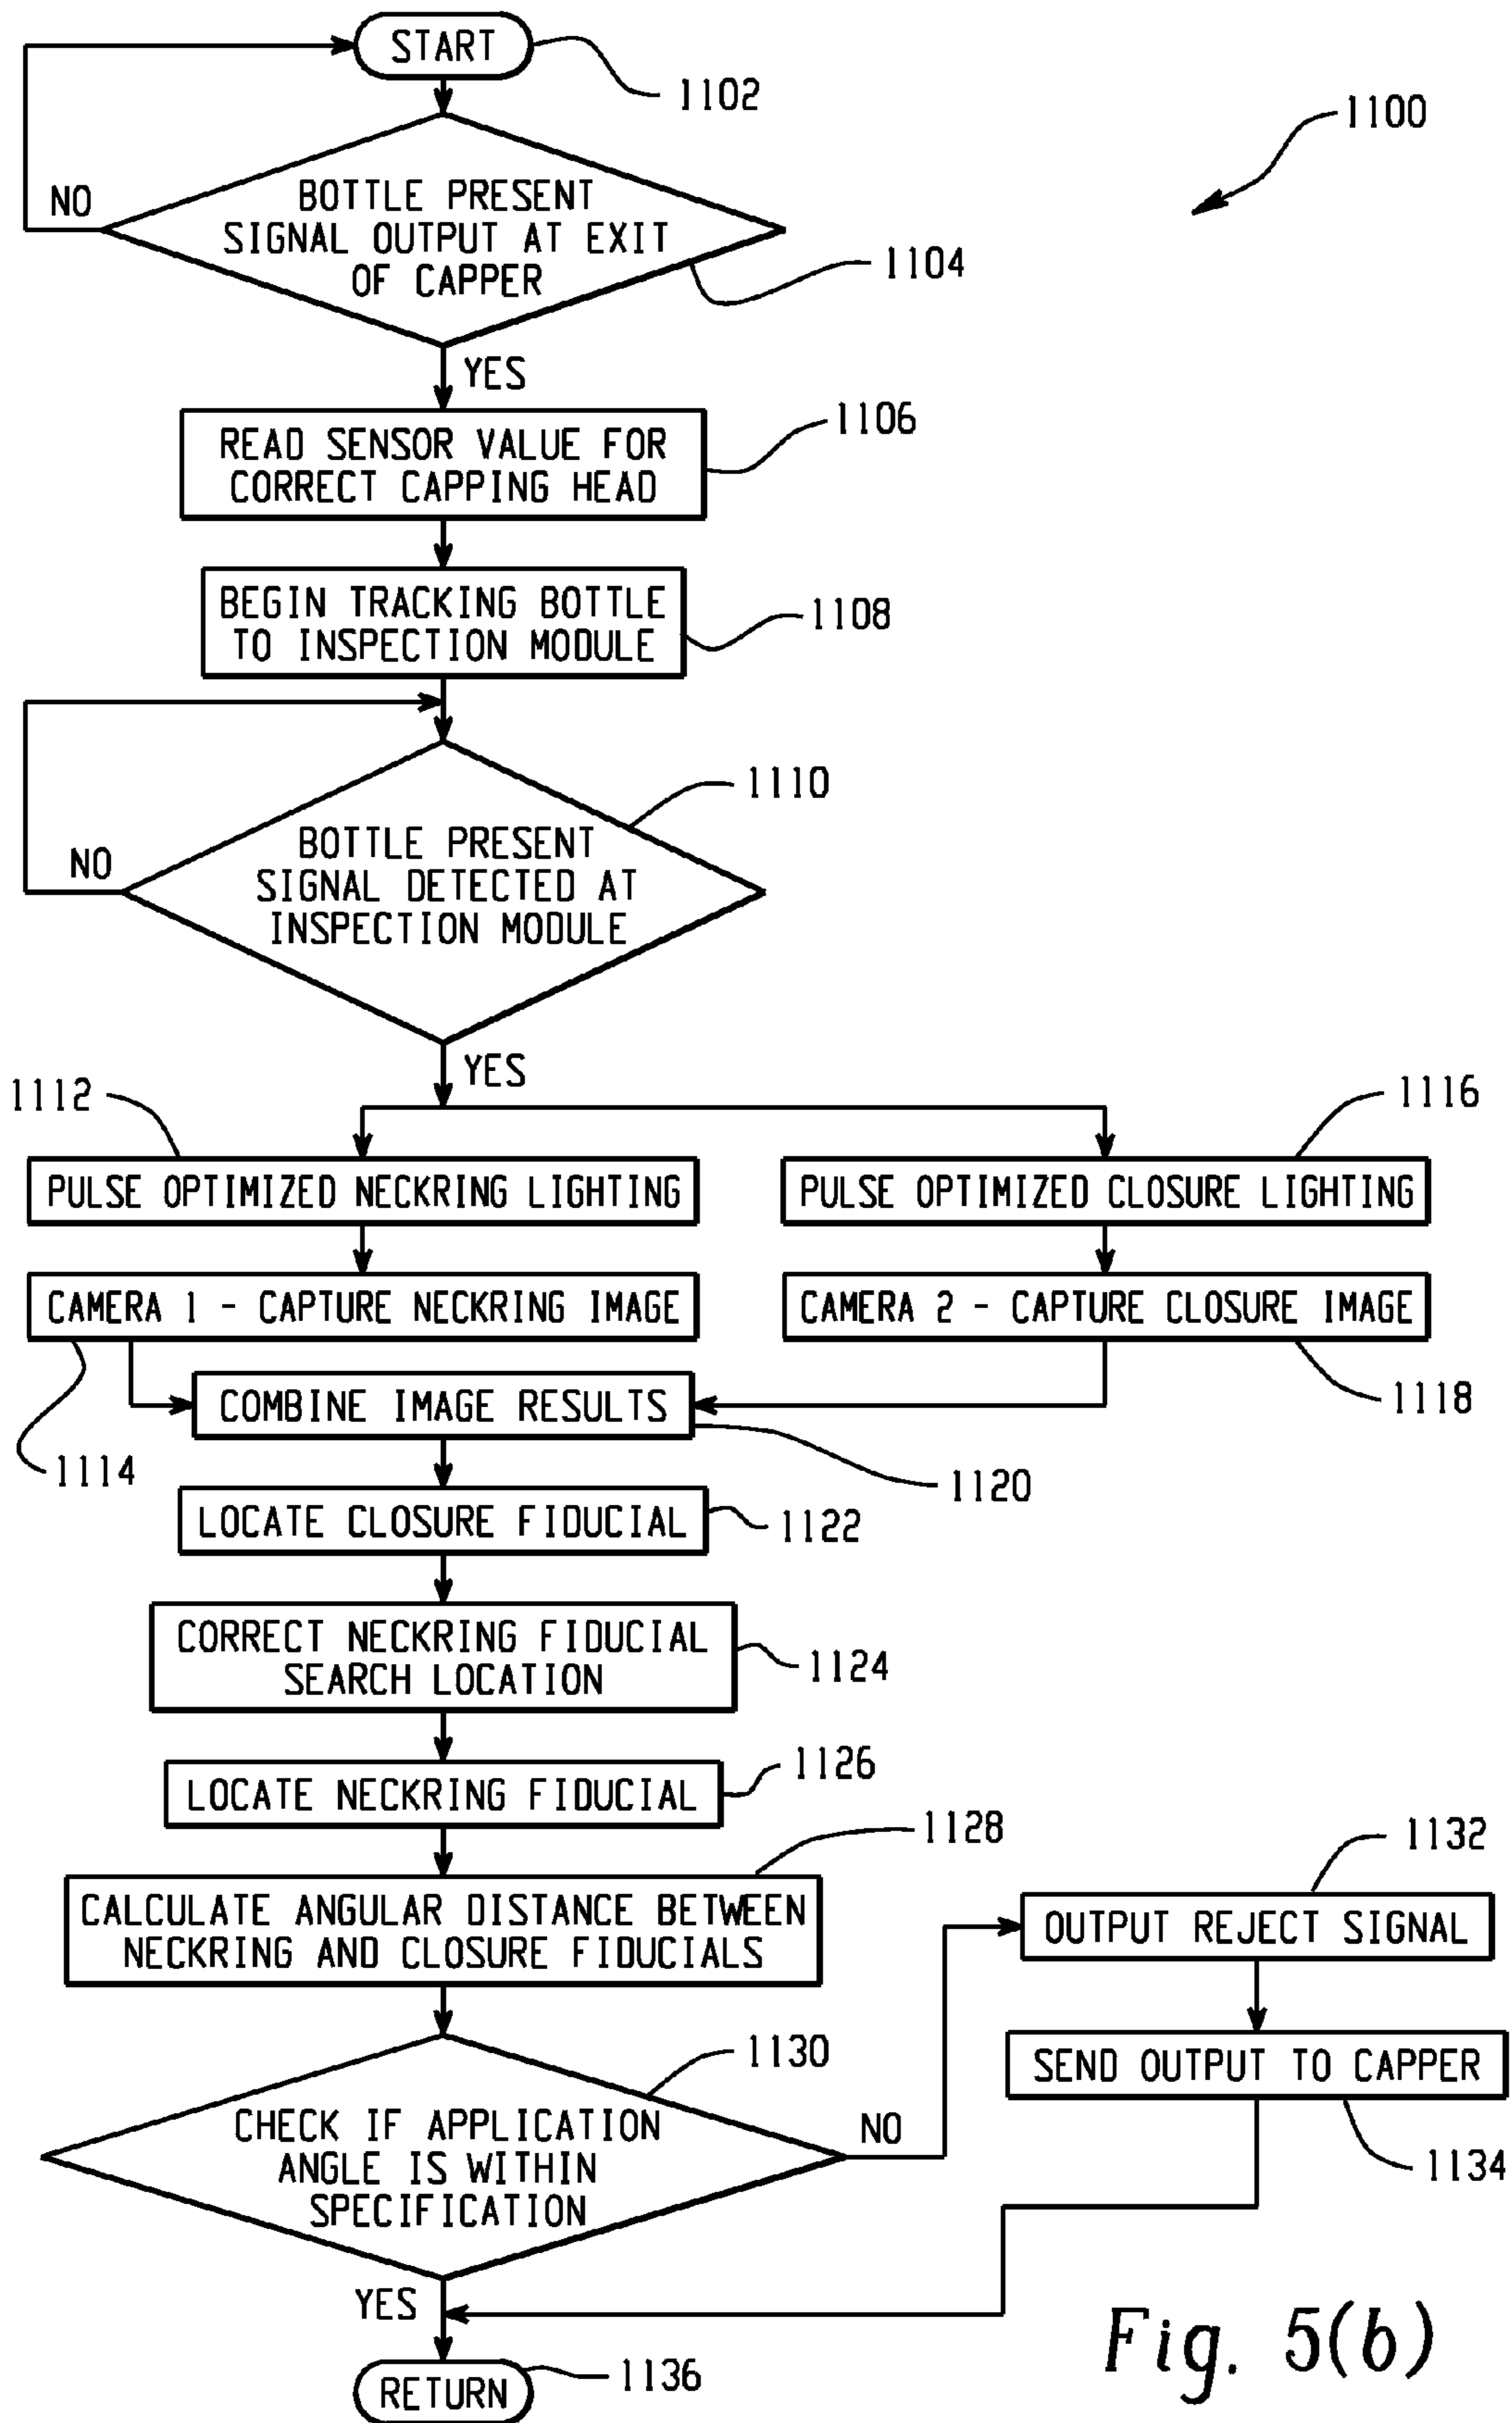 START
1102
1100
BOTTLE PRESENT
SIGNAL OUTPUT AT EXIT
OF CAPPER
NO
1104
YES
READ SENSOR VALUE FOR
CORRECT CAPPING HEAD
1106
BEGIN TRACKING BOTTLE
TO INSPECTION MODULE
1108
1110
BOTTLE PRESENT
SIGNAL DETECTED AT
INSPECTION MODULE
NO
YES
1112
1116
PULSE OPTIMIZED NECKRING LIGHTING
PULSE OPTIMIZED CLOSURE LIGHTING
CAMERA 1 - CAPTURE NECKRING IMAGE
CAMERA 2 - CAPTURE CLOSURE IMAGE
COMBINE IMAGE RESULTS
1118
1114
1120
LOCATE CLOSURE FIDUCIAL
1122
CORRECT NECKRING FIDUCIAL
SEARCH LOCATION
1124
LOCATE NECKRING FIDUCIAL
1126
1128
CALCULATE ANGULAR DISTANCE BETWEEN
NECKRING AND CLOSURE FIDUCIALS
1132
OUTPUT REJECT SIGNAL
1130
SEND OUTPUT TO CAPPER
CHECK IF APPLICATION
ANGLE IS WITHIN
SPECIFICATION
NO
1134
YES
RETURN
1136
Fig. 5(b)